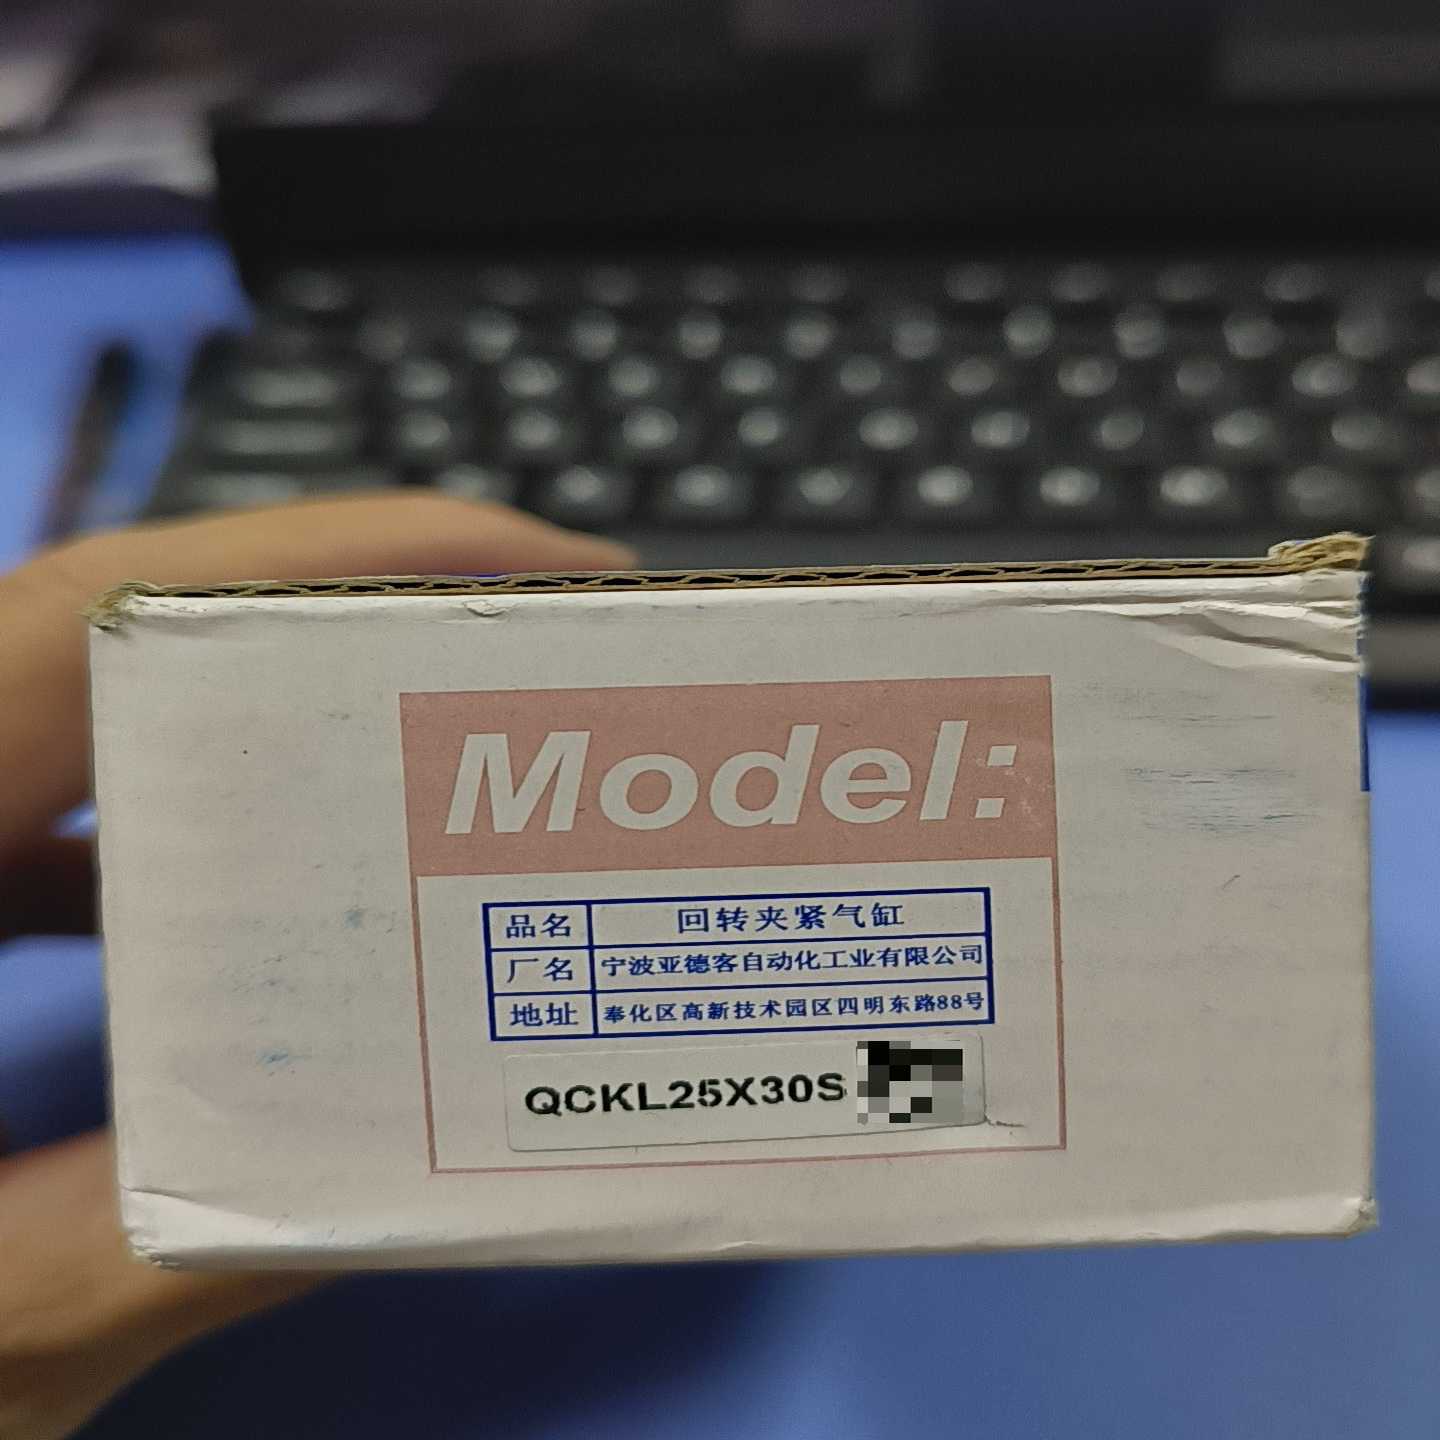 Model:
品名 回转夹紧气缸
厂名 宁波亚德客自动化工业有限公司
地址 奉化区高新技术园区四明东路88号
QCKL25X30S